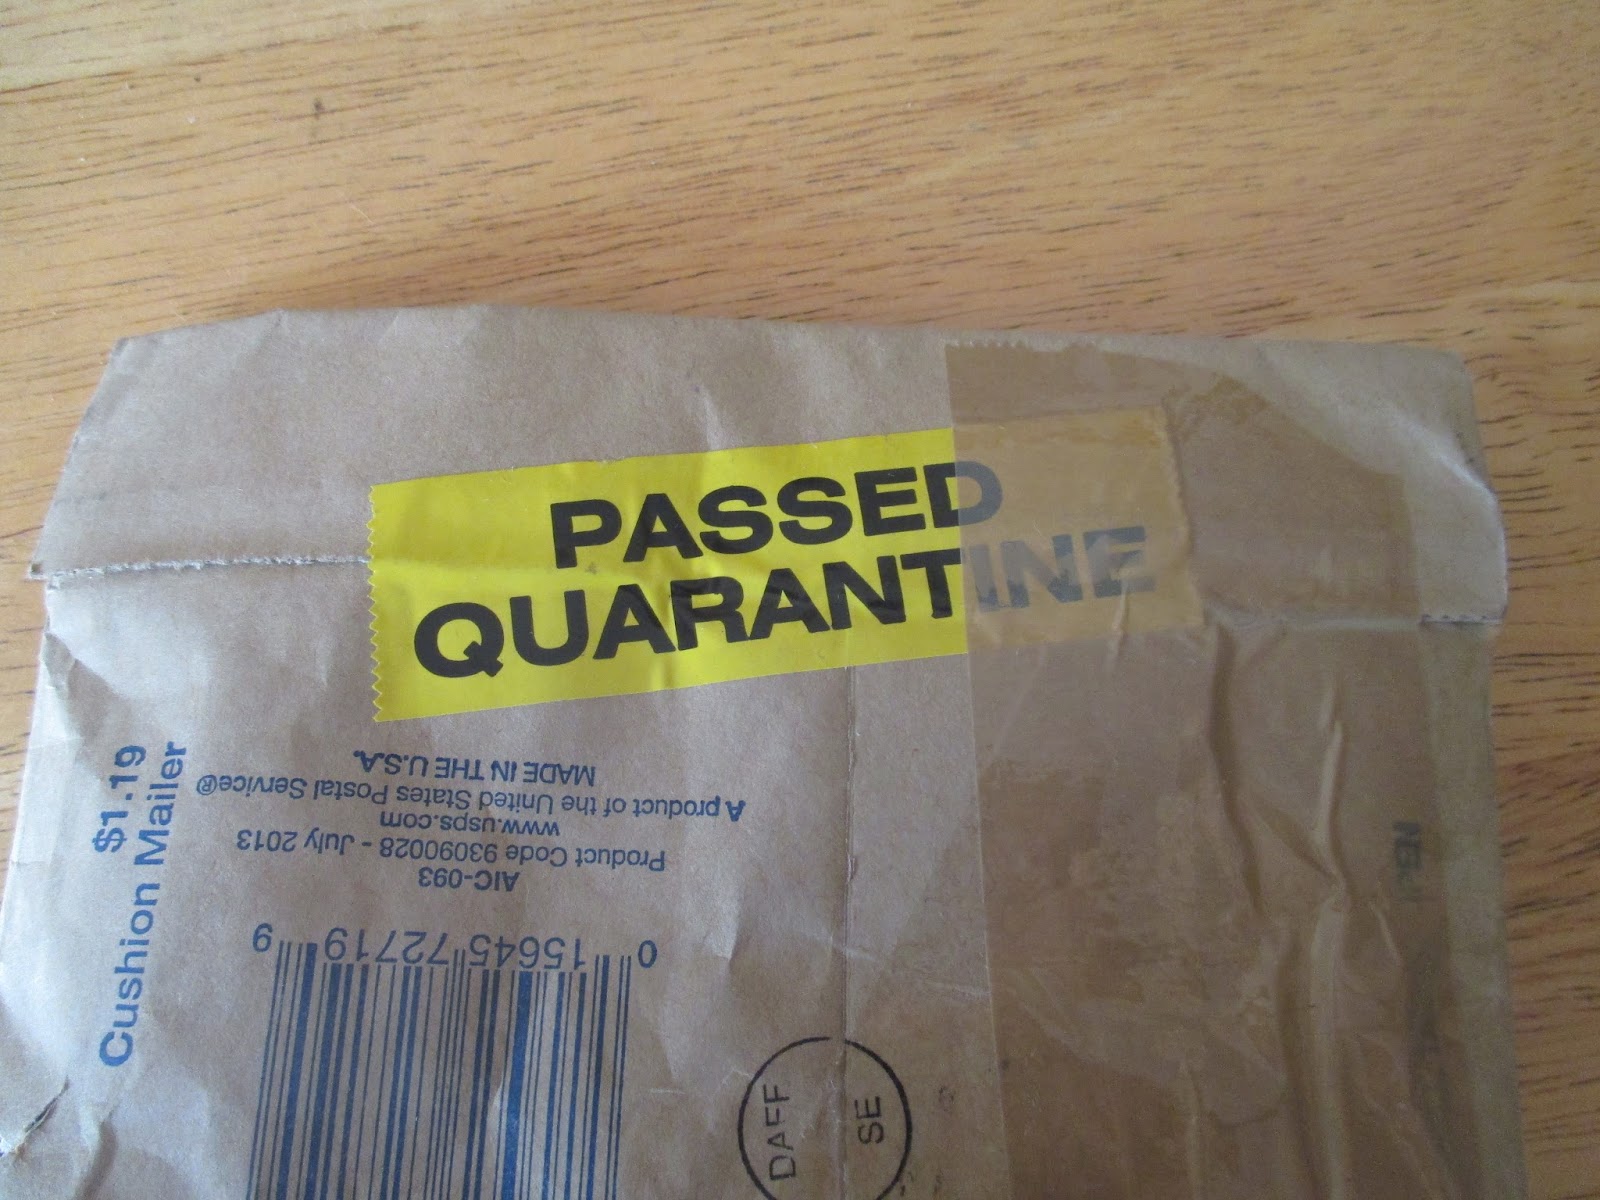 PASSED
QUARANTINE
$1.19
Cushion Mailer
AIC-093
Product Code 93090028 - July 2013
www.usps.com
A product of the United States Postal Service®
MADE IN THE U.S.A.
0 15645 72719 9
DAFF
SE